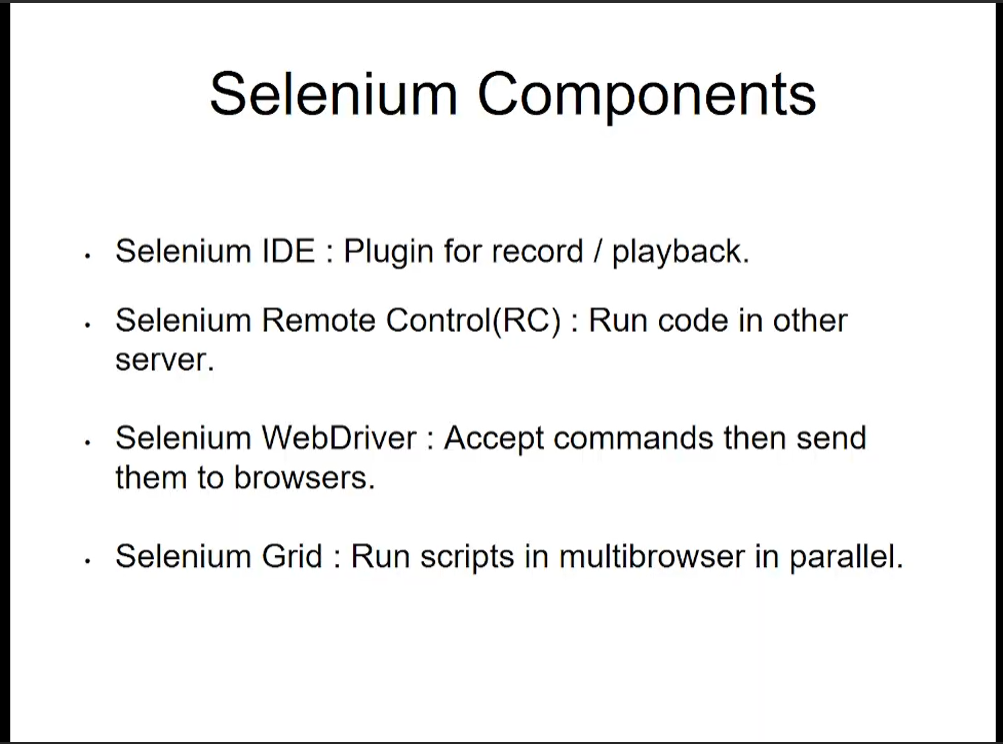 Selenium Components
• Selenium IDE : Plugin for record / playback.
• Selenium Remote Control(RC) : Run code in other
server.
• Selenium WebDriver : Accept commands then send
them to browsers.
• Selenium Grid : Run scripts in multibrowser in parallel.